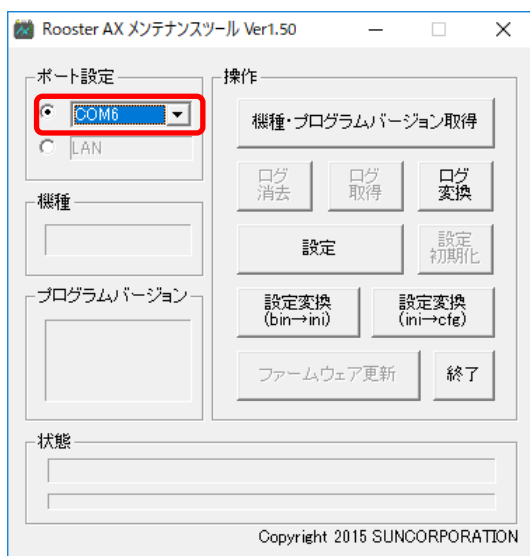 Rooster AX メンテナンスツール Ver1.50
ポート設定
COM6
LAN
機種
プログラムバージョン
操作
機種・プログラムバージョン取得
ログ
消去
ログ
取得
ログ
変換
設定
設定
初期化
設定変換
(bin→ini)
設定変換
(ini→cfg)
ファームウェア更新
終了
状態
Copyright 2015 SUNCORPORATION